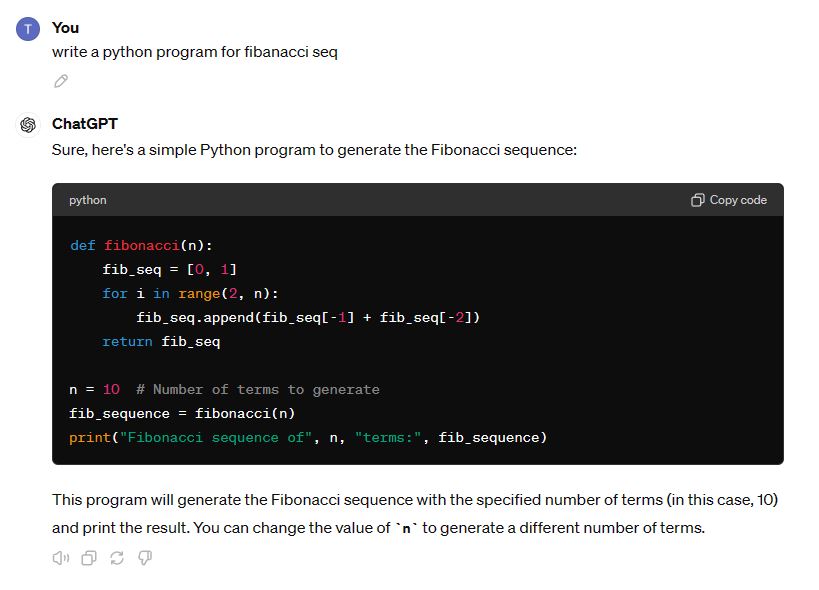 T
You
write a python program for fibanacci seq
ChatGPT
Sure, here's a simple Python program to generate the Fibonacci sequence:
python
Copy code
def fibonacci(n):
    fib_seq = [0, 1]
    for i in range(2, n):
        fib_seq.append(fib_seq[-1] + fib_seq[-2])
    return fib_seq

n = 10  # Number of terms to generate
fib_sequence = fibonacci(n)
print("Fibonacci sequence of", n, "terms:", fib_sequence)
This program will generate the Fibonacci sequence with the specified number of terms (in this case, 10)
and print the result. You can change the value of `n` to generate a different number of terms.